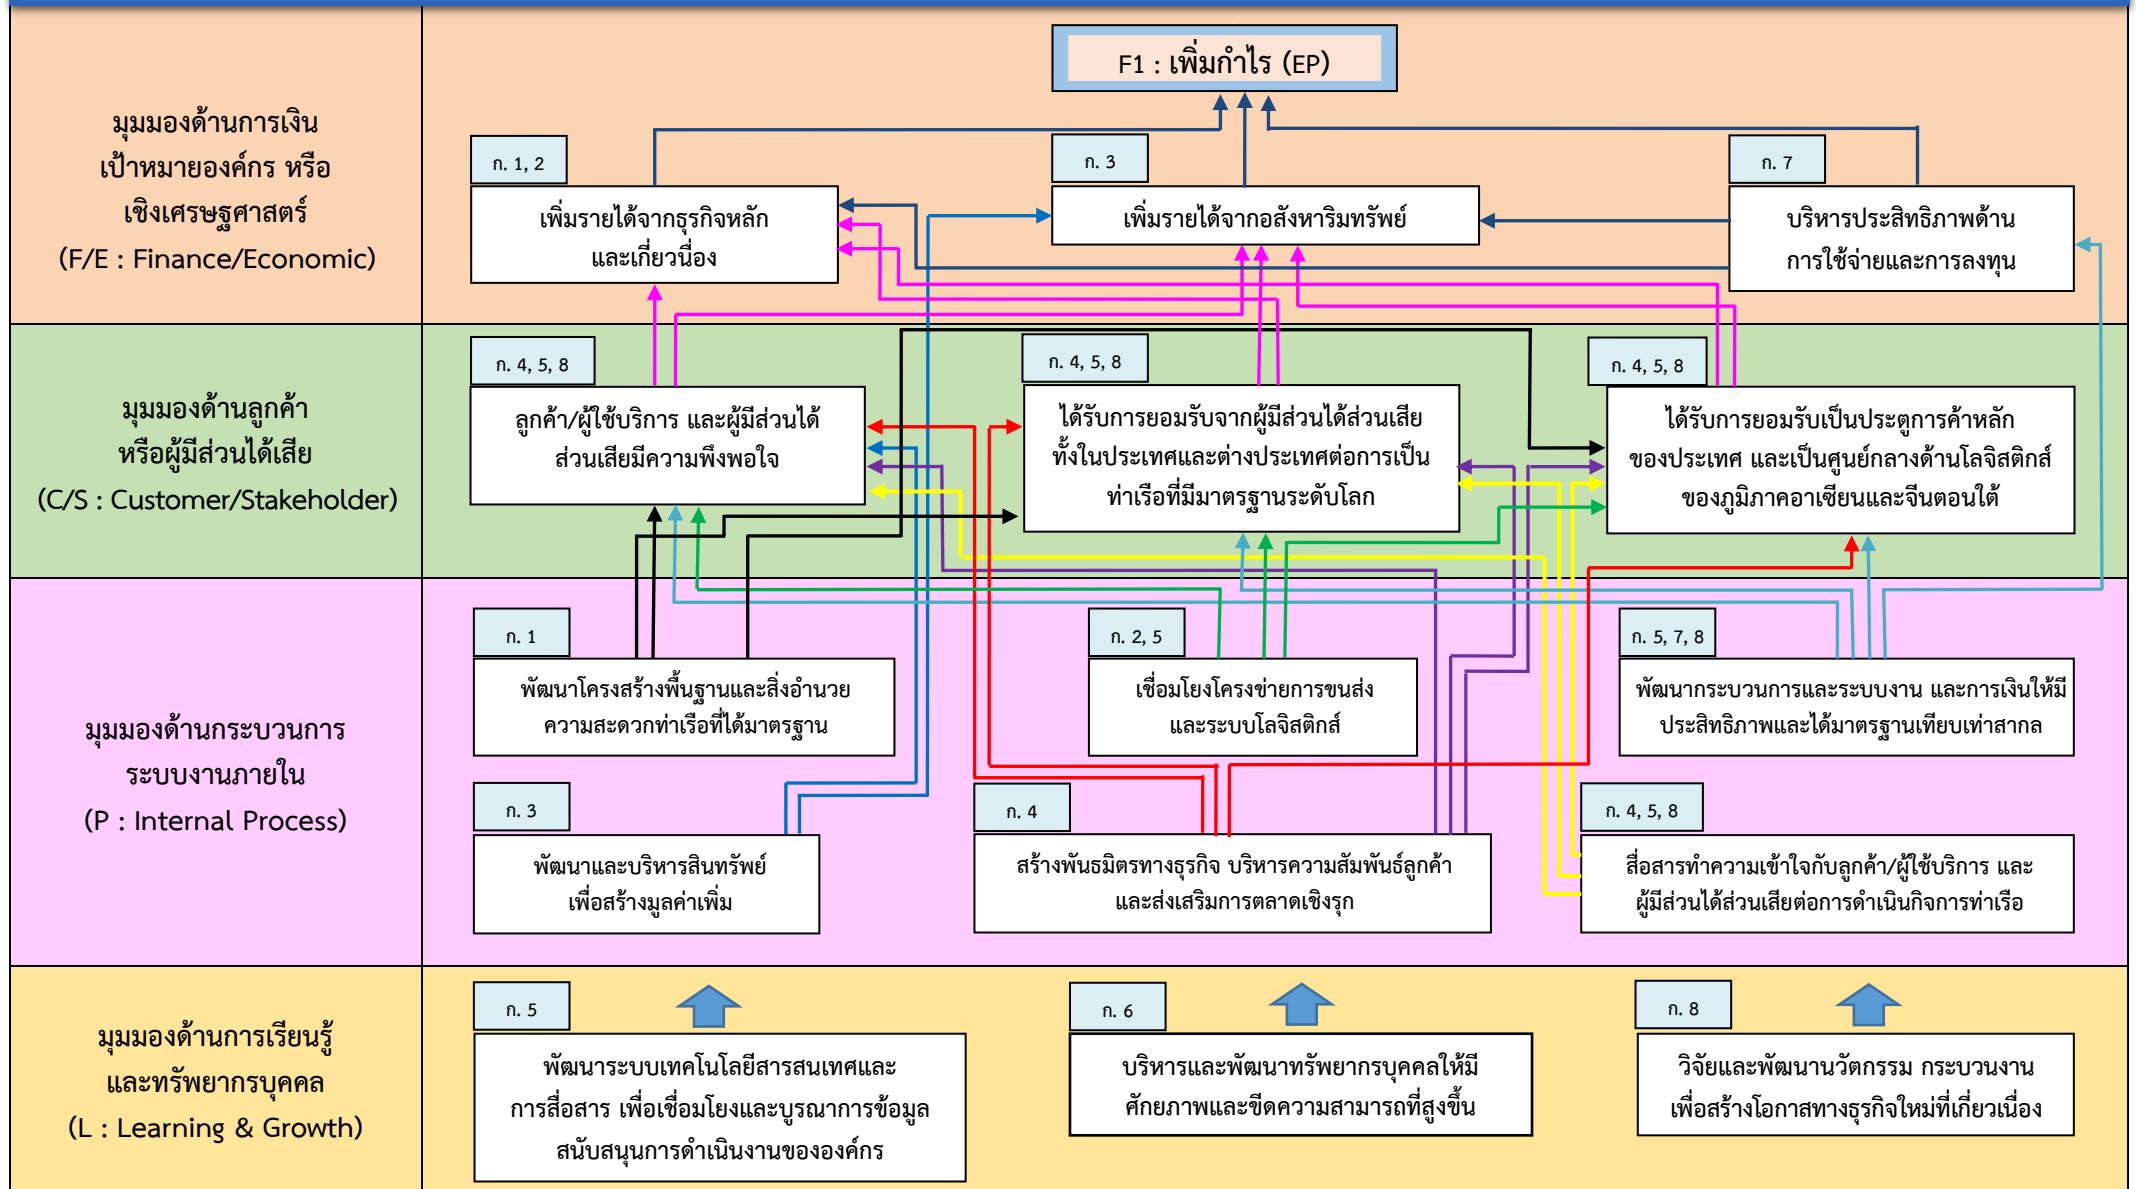 มุมมองด้านการเงิน
เป้าหมายองค์กร หรือ
เชิงเศรษฐศาสตร์
(F/E : Finance/Economic)
F1 : เพิ่มกำไร (EP)
ก. 1, 2
เพิ่มรายได้จากธุรกิจหลัก
และเกี่ยวนื่อง
ก. 3
เพิ่มรายได้จากอสังหาริมทรัพย์
ก. 7
บริหารประสิทธิภาพด้าน
การใช้จ่ายและการลงทุน
มุมมองด้านลูกค้า
หรือผู้มีส่วนได้เสีย
(C/S : Customer/Stakeholder)
ก. 4, 5, 8
ลูกค้า/ผู้ใช้บริการ และผู้มีส่วนได้
ส่วนเสียมีความพึงพอใจ
ก. 4, 5, 8
ได้รับการยอมรับจากผู้มีส่วนได้ส่วนเสีย
ทั้งในประเทศและต่างประเทศต่อการเป็น
ท่าเรือที่มีมาตรฐานระดับโลก
ก. 4, 5, 8
ได้รับการยอมรับเป็นประตูการค้าหลัก
ของประเทศ และเป็นศูนย์กลางด้านโลจิสติกส์
ของภูมิภาคอาเซียนและจีนตอนใต้
มุมมองด้านกระบวนการ
ระบบงานภายใน
(P : Internal Process)
ก. 1
พัฒนาโครงสร้างพื้นฐานและสิ่งอำนวย
ความสะดวกท่าเรือที่ได้มาตรฐาน
ก. 2, 5
เชื่อมโยงโครงข่ายการขนส่ง
และระบบโลจิสติกส์
ก. 5, 7, 8
พัฒนากระบวนการและระบบงาน และการเงินให้มี
ประสิทธิภาพและได้มาตรฐานเทียบเท่าสากล
ก. 3
พัฒนาและบริหารสินทรัพย์
เพื่อสร้างมูลค่าเพิ่ม
ก. 4
สร้างพันธมิตรทางธุรกิจ บริหารความสัมพันธ์ลูกค้า
และส่งเสริมการตลาดเชิงรุก
ก. 4, 5, 8
สื่อสารทำความเข้าใจกับลูกค้า/ผู้ใช้บริการ และ
ผู้มีส่วนได้ส่วนเสียต่อการดำเนินกิจการท่าเรือ
มุมมองด้านการเรียนรู้
และทรัพยากรบุคคล
(L : Learning & Growth)
ก. 5
พัฒนาระบบเทคโนโลยีสารสนเทศและ
การสื่อสาร เพื่อเชื่อมโยงและบูรณาการข้อมูล
สนับสนุนการดำเนินงานขององค์กร
ก. 6
บริหารและพัฒนาทรัพยากรบุคคลให้มี
ศักยภาพและขีดความสามารถที่สูงขึ้น
ก. 8
วิจัยและพัฒนานวัตกรรม กระบวนงาน
เพื่อสร้างโอกาสทางธุรกิจใหม่ที่เกี่ยวเนื่อง